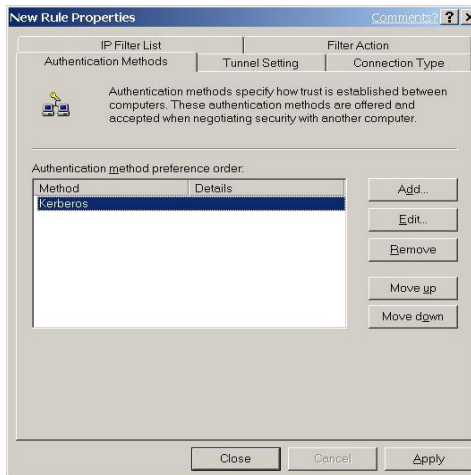 New Rule Properties
Comments?
IP Filter List
Filter Action
Authentication Methods
Tunnel Setting
Connection Type
Authentication methods specify how trust is established between
computers. These authentication methods are offered and
accepted when negotiating security with another computer.
Authentication method preference order:
Method
Details
Kerberos
Add...
Edit...
Remove
Move up
Move down
Close
Cancel
Apply